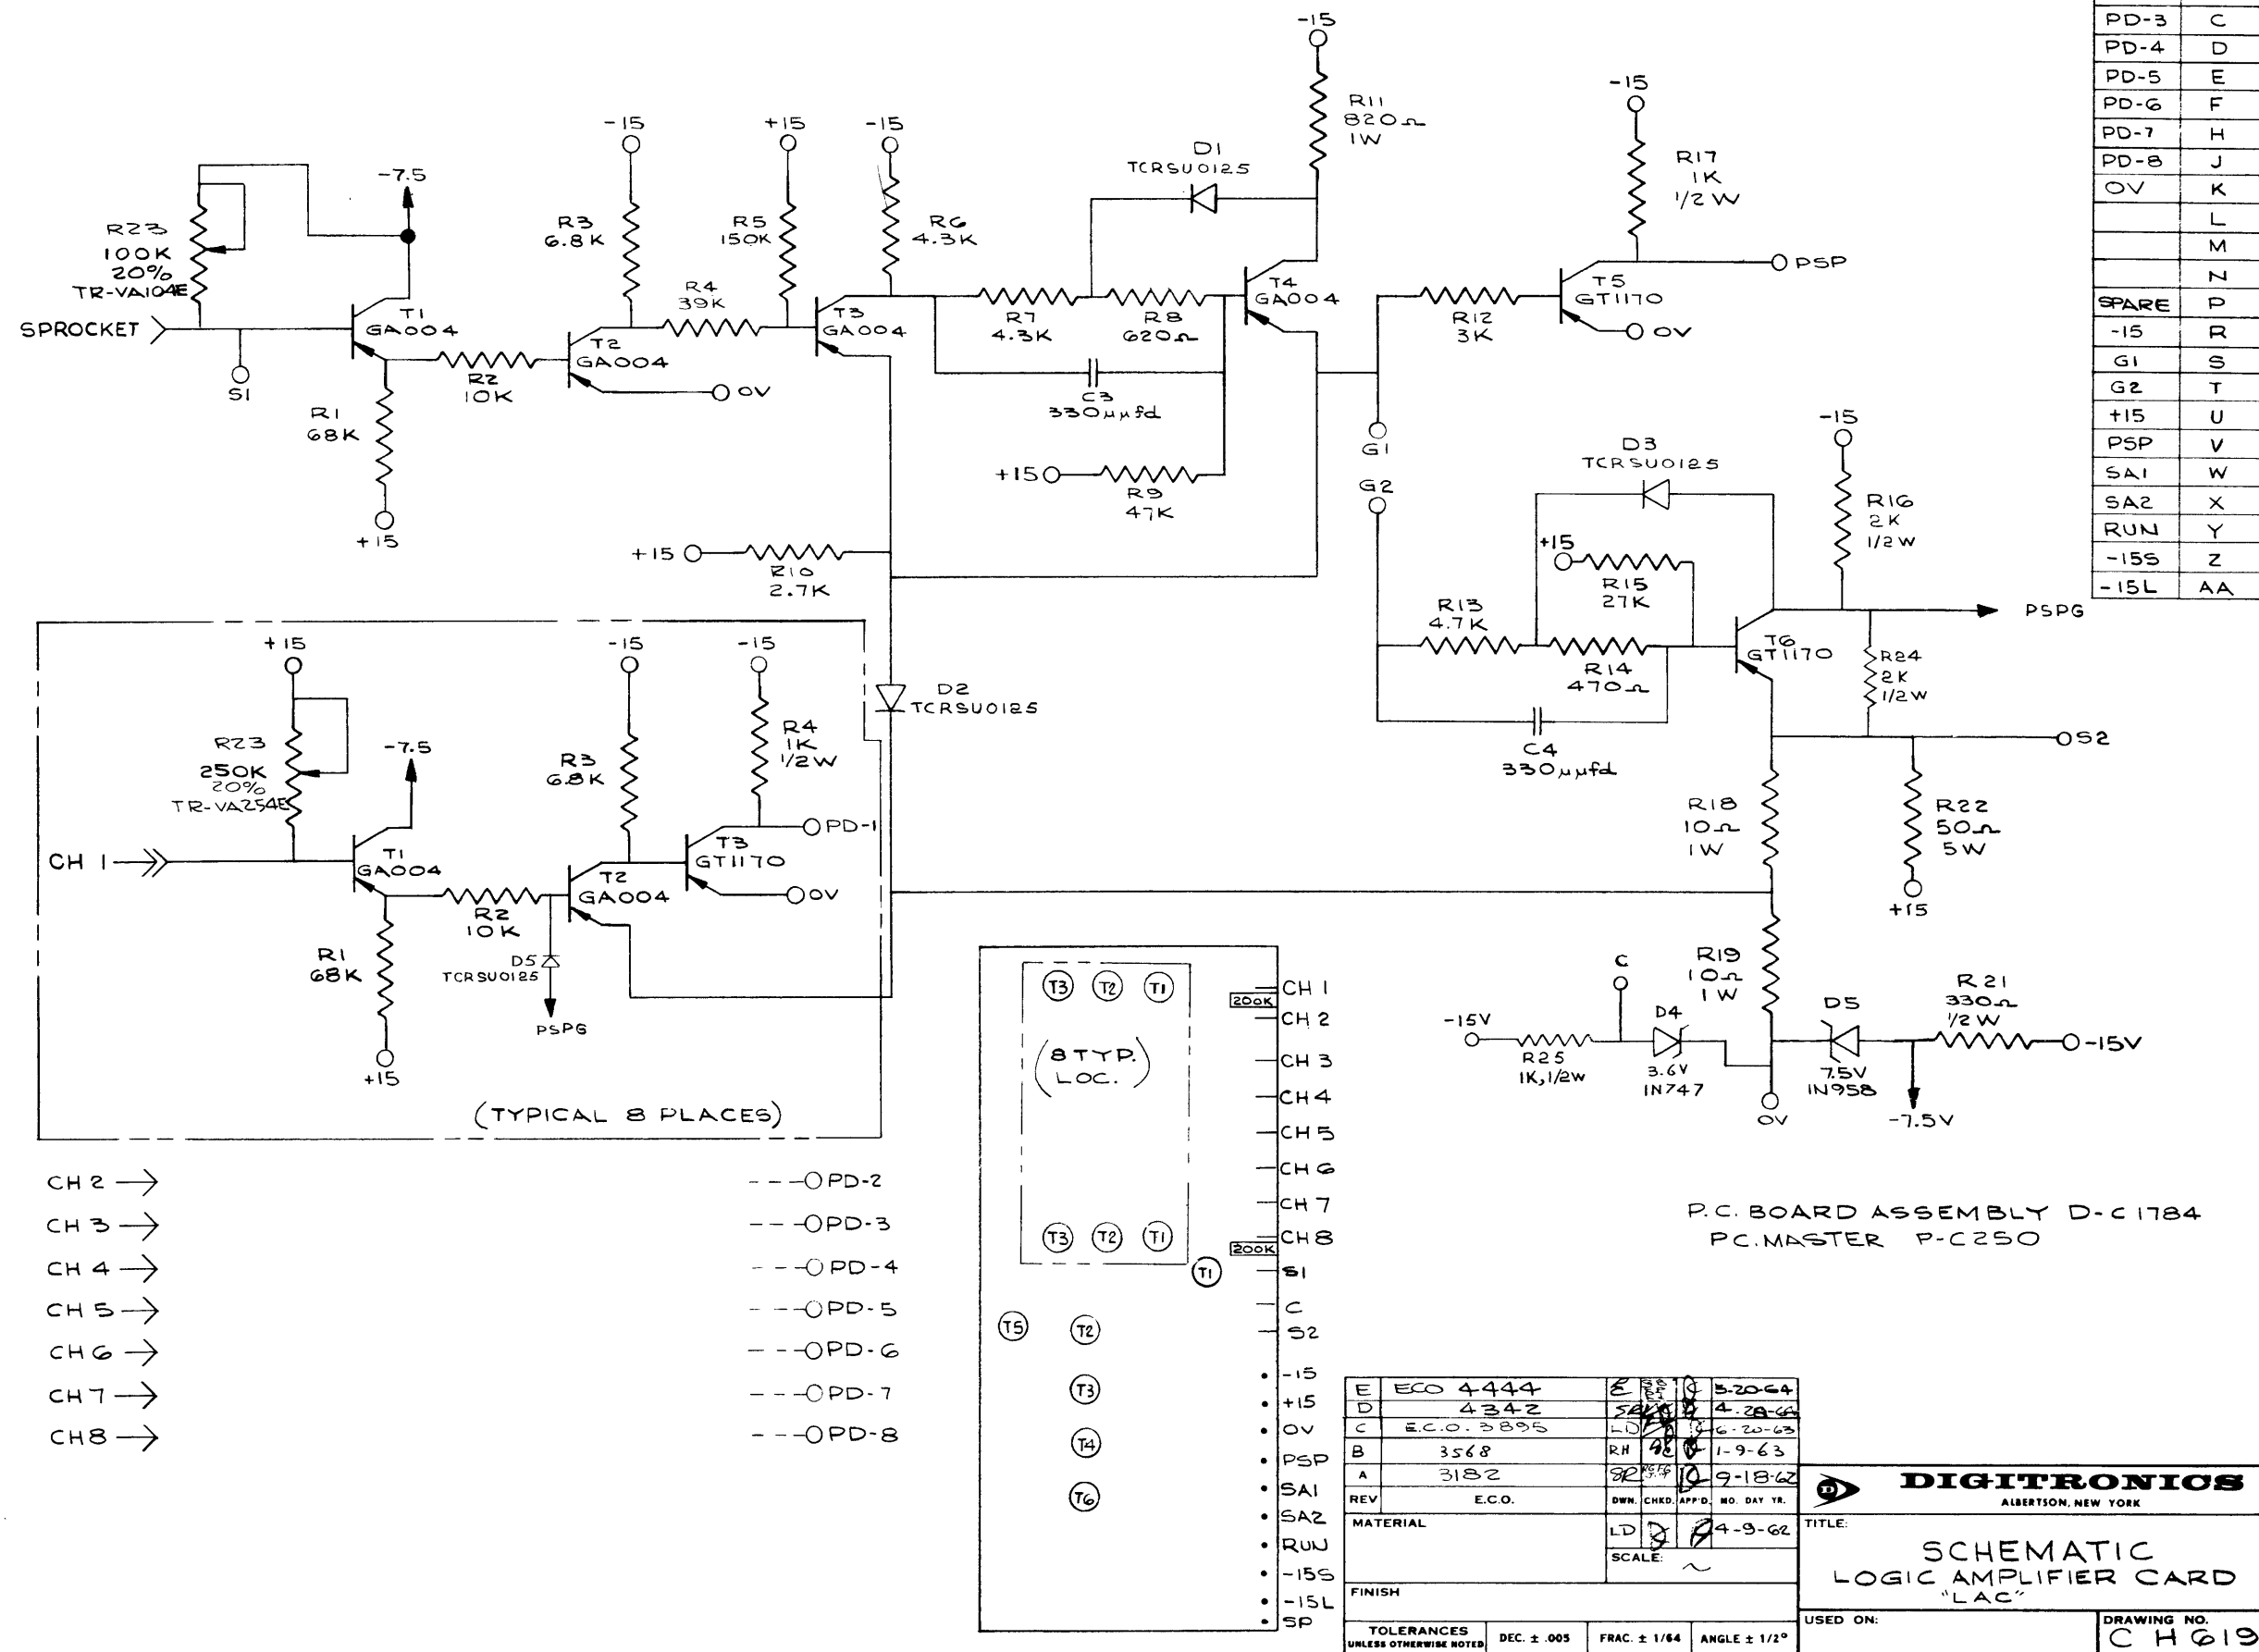 -15
R11
820Ω
1W
-15
R17
1K
1/2 W
PSP
T5
GT1170
0V
D1
TCRSU0125
-15
+15
-15
R3
6.8K
R5
150K
R6
4.3K
R4
39K
-7.5
R23
100K
20%
TR-VA104E
SPROCKET
S1
T1
GA004
R2
10K
R1
68K
+15
T2
GA004
0V
T3
GA004
R7
4.3K
R8
620Ω
T4
GA004
C3
330μμfd
+15
R9
47K
R12
3K
G1
G2
+15
R10
2.7K
D3
TCRSU0125
-15
R16
2K
1/2W
+15
R15
27K
R13
4.7K
R14
470Ω
T6
GT1170
PSPG
R24
2K
1/2W
C4
330μμfd
S2
R18
10Ω
1W
R22
50Ω
5W
+15
D2
TCRSU0125
+15
-15
-15
R23
250K
20%
TR-VA254E
-7.5
R3
6.8K
R4
1K
1/2W
PD-1
CH 1
T1
GA004
T2
GA004
T3
GT1170
0V
R2
10K
R1
68K
D5
TCRSU0125
PSPG
+15
(TYPICAL 8 PLACES)
R19
10Ω
1W
C
-15V
R25
1K,1/2W
D4
3.6V
1N747
D5
7.5V
1N958
R21
330Ω
1/2W
-15V
0V
-7.5V
CH 2
CH 3
CH 4
CH 5
CH 6
CH 7
CH8
PD-2
PD-3
PD-4
PD-5
PD-6
PD-7
PD-8
T3 T2 T1
(8 TYP.
LOC.)
T3 T2 T1
T1
T5 T2
T3
T4
T6
CH 1
200K
CH 2
CH 3
CH 4
CH 5
CH 6
CH 7
CH 8
200K
S1
C
S2
-15
+15
0V
PSP
SA1
SA2
RUN
-15S
-15L
SP
PD-3 C
PD-4 D
PD-5 E
PD-6 F
PD-7 H
PD-8 J
0V K
L
M
N
SPARE P
-15 R
G1 S
G2 T
+15 U
PSP V
SA1 W
SA2 X
RUN Y
-15S Z
-15L AA
P.C. BOARD ASSEMBLY D-C1784
PC.MASTER P-C250
E ECO 4444 5-20-64
D 4342 4-28-64
C E.C.O. 3895 LD 6-20-63
B 3568 RH 1-9-63
A 3182 9-18-62
REV E.C.O. DWN. CHKD. APP'D. MO. DAY YR.
MATERIAL LD 4-9-62
SCALE: ~
FINISH
TOLERANCES
UNLESS OTHERWISE NOTED DEC. ± .005 FRAC. ± 1/64 ANGLE ± 1/2°
D
DIGITRONICS
ALBERTSON, NEW YORK
TITLE:
SCHEMATIC
LOGIC AMPLIFIER CARD
"LAC"
USED ON:
DRAWING NO.
C H 619